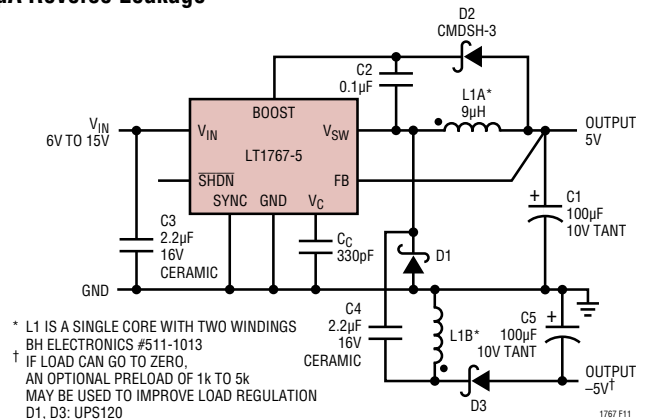 µA Reverse Leakage
D2
CMDSH-3
C2
0.1µF
L1A*
9µH
BOOST
VIN
6V TO 15V
VIN
VSW
OUTPUT
5V
LT1767-5
SHDN
FB
SYNC
GND
VC
C1
100µF
10V TANT
C3
2.2µF
16V
CERAMIC
CC
330pF
D1
GND
C4
2.2µF
16V
CERAMIC
L1B*
C5
100µF
10V TANT
OUTPUT
–5V†
D3
* L1 IS A SINGLE CORE WITH TWO WINDINGS
BH ELECTRONICS #511-1013
† IF LOAD CAN GO TO ZERO,
AN OPTIONAL PRELOAD OF 1k TO 5k
MAY BE USED TO IMPROVE LOAD REGULATION
D1, D3: UPS120
1767 F11